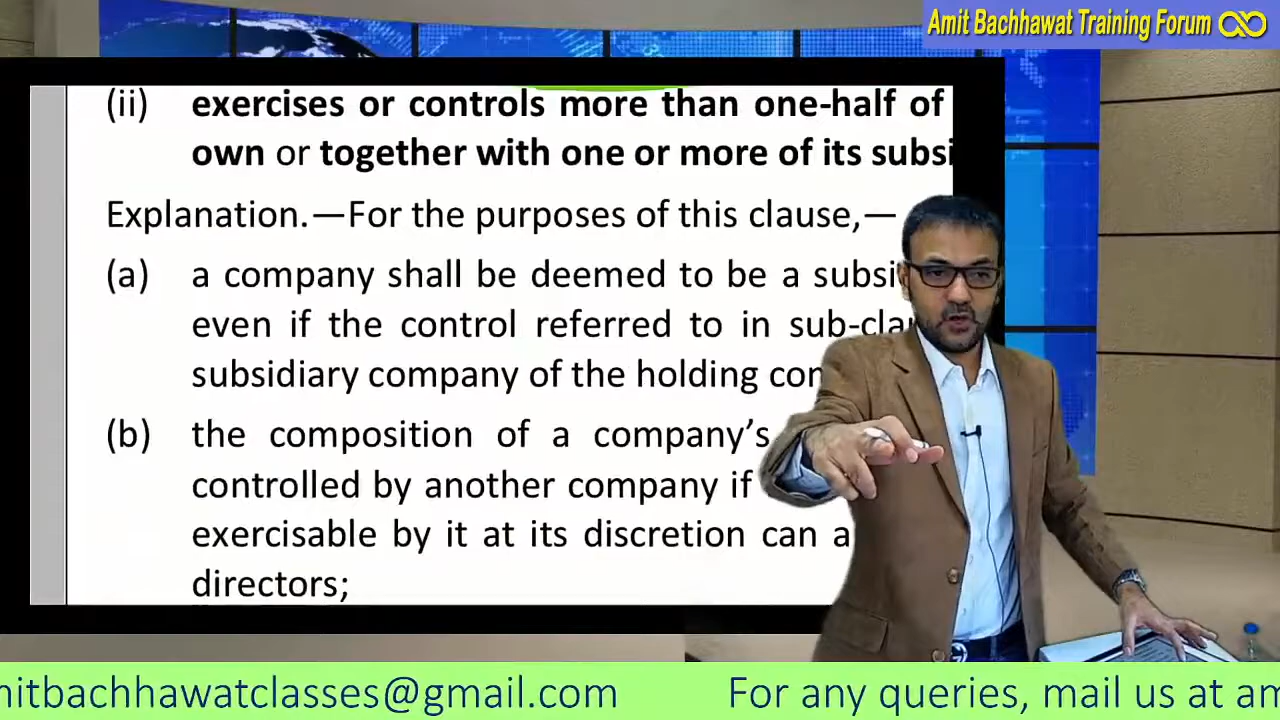 Amit Bachhawat Training Forum
(ii) exercises or controls more than one-half of
own or together with one or more of its subsi
Explanation.—For the purposes of this clause,—
(a) a company shall be deemed to be a subsi
even if the control referred to in sub-cla
subsidiary company of the holding con
(b) the composition of a company's
controlled by another company if
exercisable by it at its discretion can a
directors;
mitbachhawatclasses@gmail.com For any queries, mail us at am